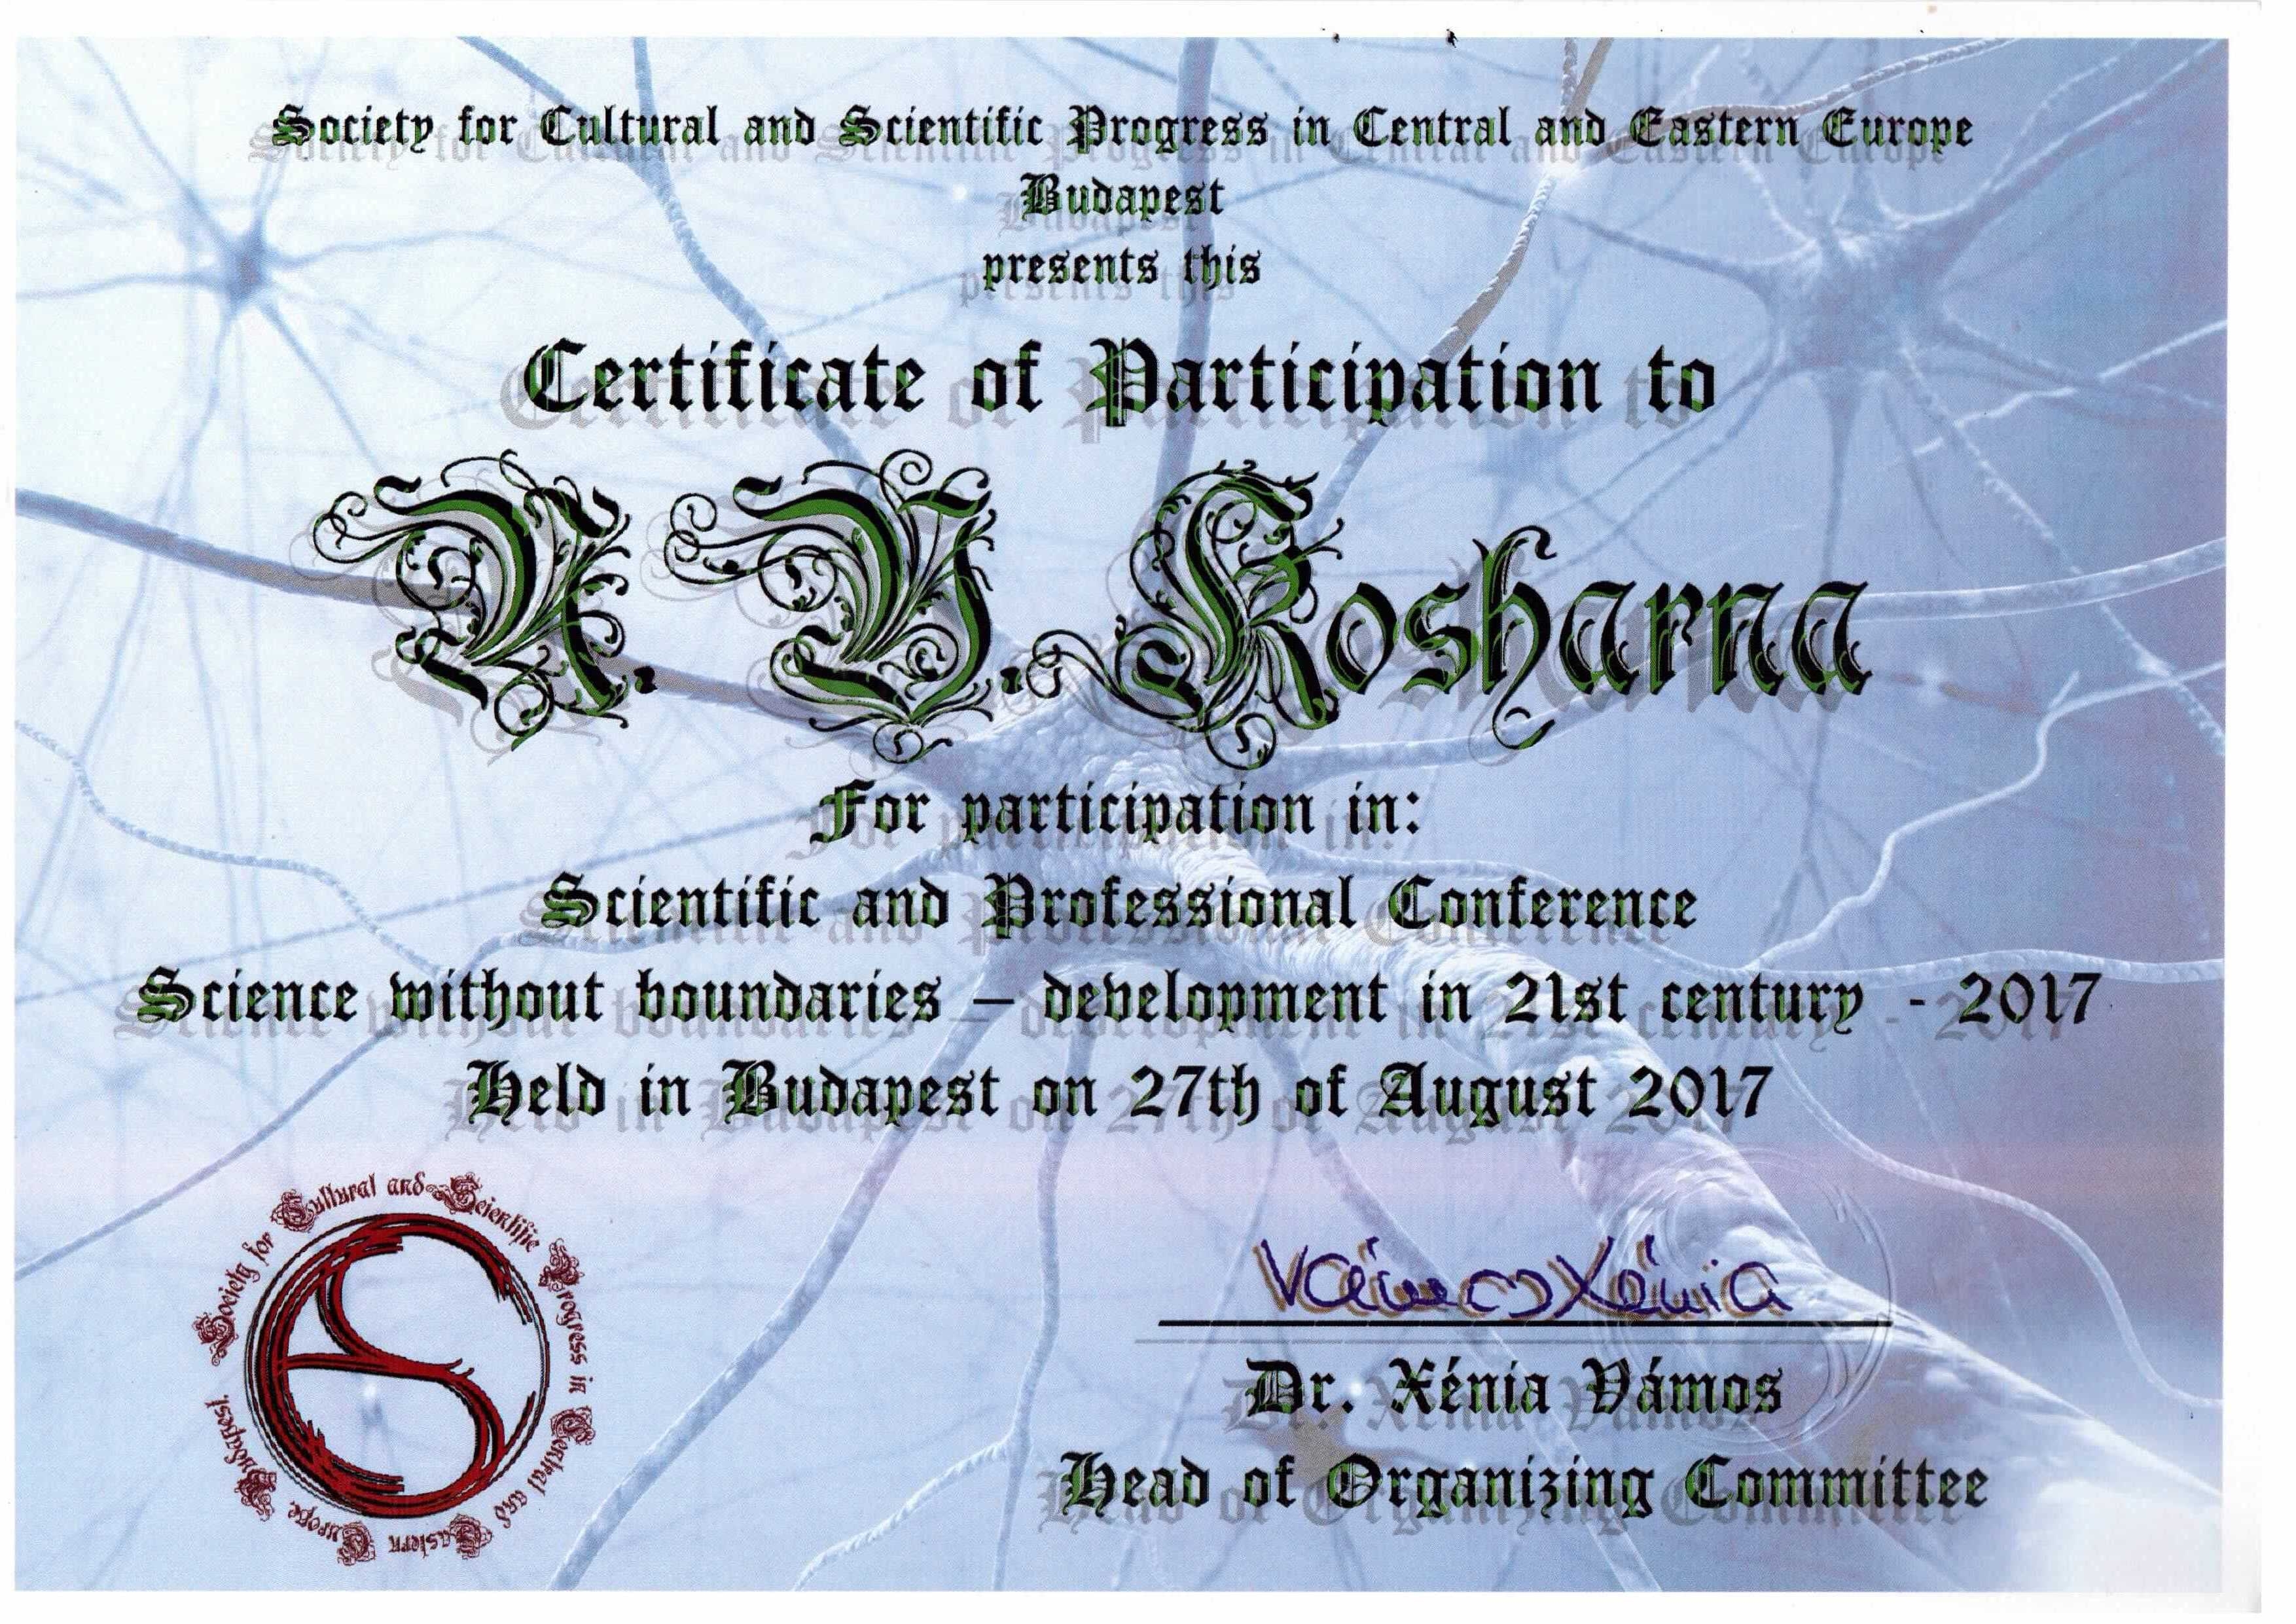 Society for Cultural and Scientific Progress in Central and Eastern Europe
Budapest
presents this
Certificate of Participation to
N. V. Kosharna
For participation in:
Scientific and Professional Conference
Science without boundaries – development in 21st century - 2017
Held in Budapest on 27th of August 2017
Society for Cultural and Scientific Progress in Central and Eastern Europe Budapest.
Vámos Xénia
Dr. Xénia Vámos
Head of Organizing Committee